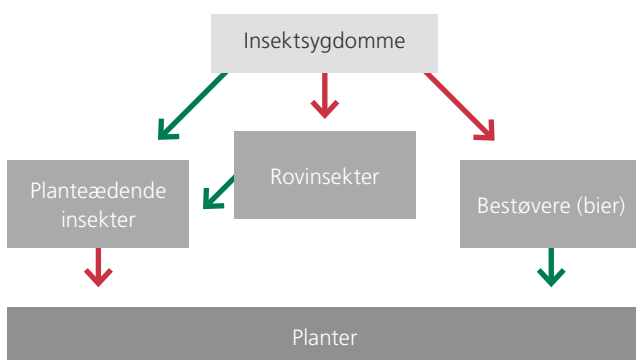 Insektsygdomme
Planteædende
insekter
Rovinsekter
Bestøvere (bier)
Planter